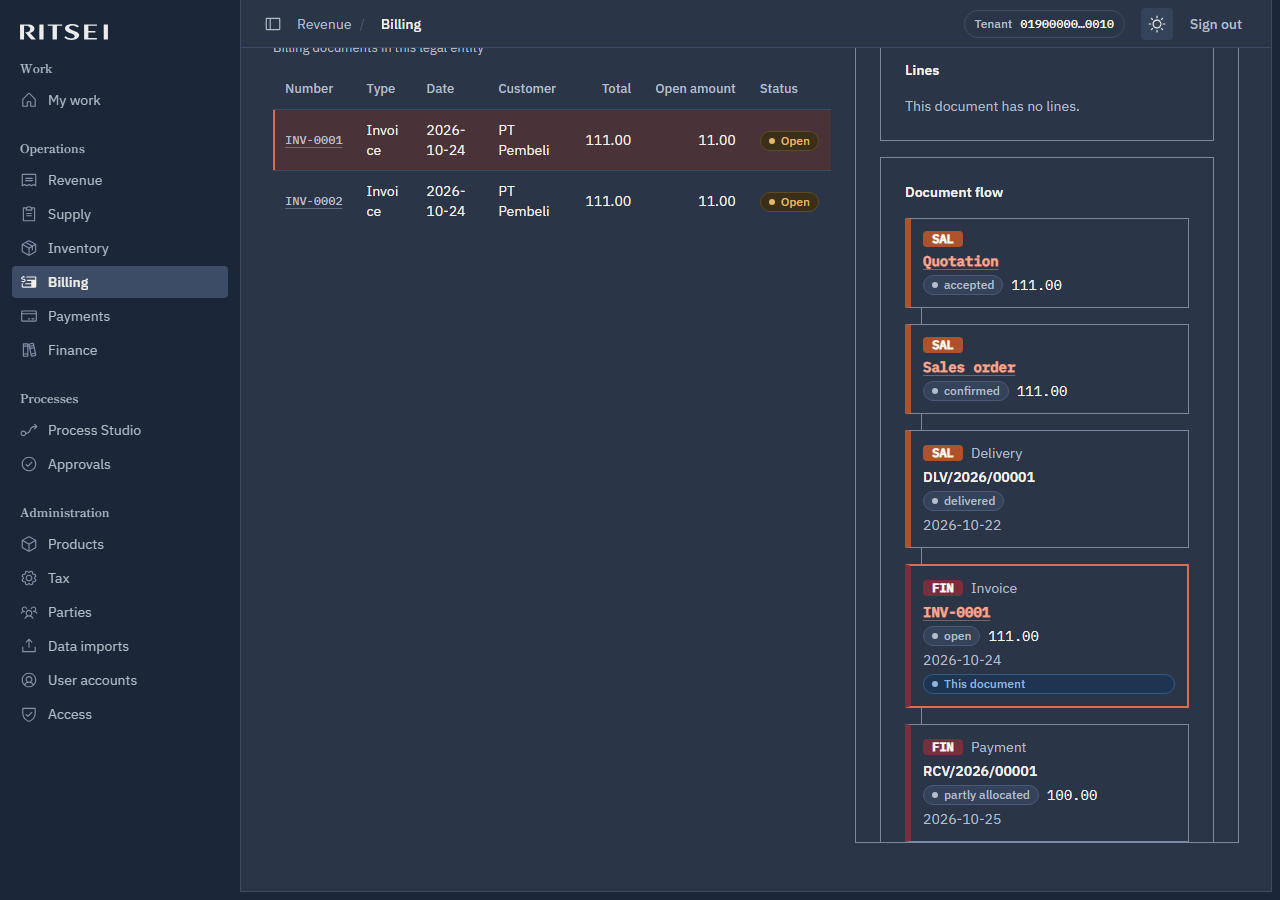 RITSEI
Work
My work
Operations
Revenue
Supply
Inventory
Billing
Payments
Finance
Processes
Process Studio
Approvals
Administration
Products
Tax
Parties
Data imports
User accounts
Access
Revenue / Billing
Tenant 01900000…0010
Sign out
Billing documents in this legal entity
Number Type Date Customer Total Open amount Status
INV-0001 Invoi 2026- PT 111.00 11.00 Open
ce 10-24 Pembeli
INV-0002 Invoi 2026- PT 111.00 11.00 Open
ce 10-24 Pembeli
Lines
This document has no lines.
Document flow
SAL
Quotation
accepted 111.00
SAL
Sales order
confirmed 111.00
SAL Delivery
DLV/2026/00001
delivered
2026-10-22
FIN Invoice
INV-0001
open 111.00
2026-10-24
This document
FIN Payment
RCV/2026/00001
partly allocated 100.00
2026-10-25